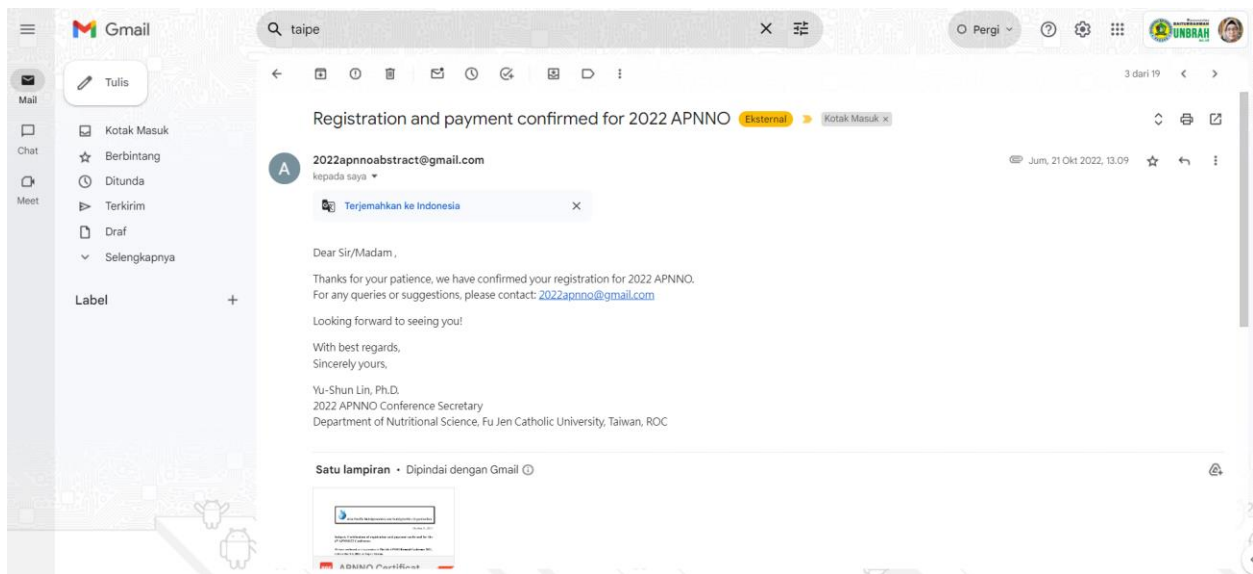 Gmail
taipe
Pergi
UNBRAH
Mail
Chat
Meet
Tulis
Kotak Masuk
Berbintang
Ditunda
Terkirim
Draf
Selengkapnya
Label +
3 dari 19
Registration and payment confirmed for 2022 APNNO Eksternal Kotak Masuk x
A
2022apnnoabstract@gmail.com
Jum, 21 Okt 2022, 13.09
kepada saya
Terjemahkan ke Indonesia
Dear Sir/Madam ,
Thanks for your patience, we have confirmed your registration for 2022 APNNO.
For any queries or suggestions, please contact: 2022apnno@gmail.com
Looking forward to seeing you!
With best regards,
Sincerely yours,
Yu-Shun Lin, Ph.D.
2022 APNNO Conference Secretary
Department of Nutritional Science, Fu Jen Catholic University, Taiwan, ROC
Satu lampiran • Dipindai dengan Gmail
APNNO Certificat